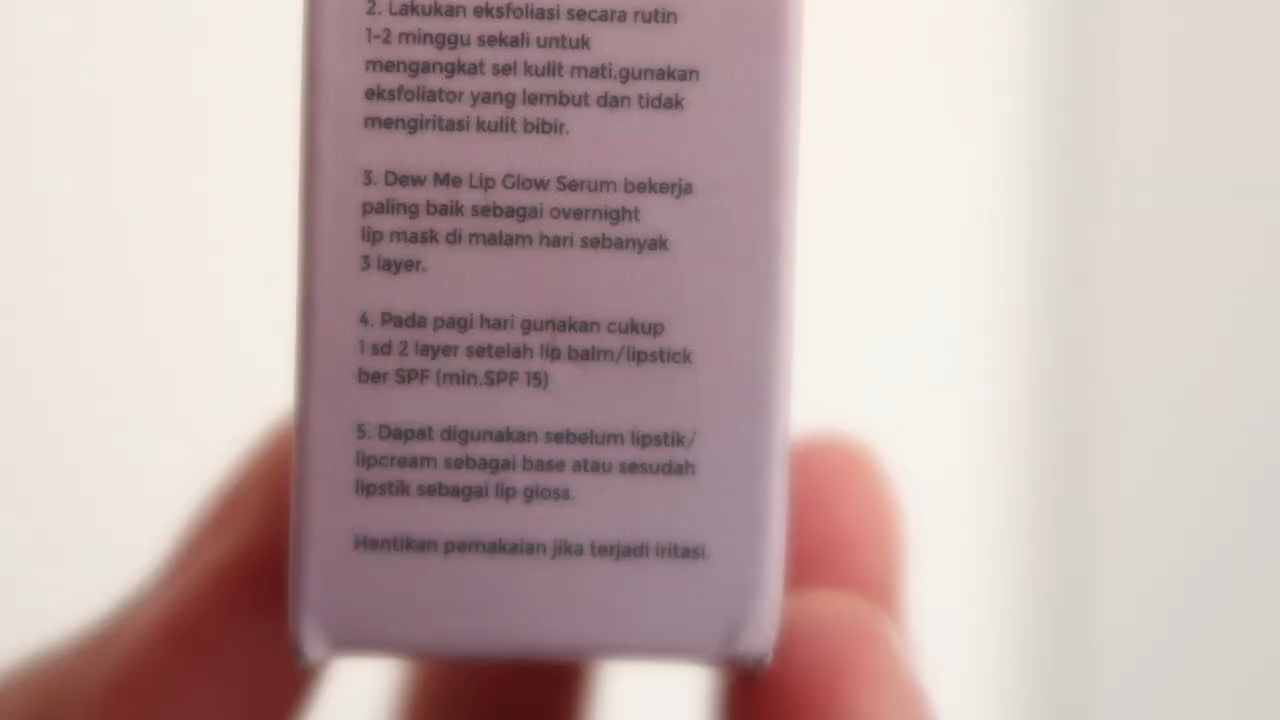 2. Lakukan eksfoliasi secara rutin
1-2 minggu sekali untuk
mengangkat sel kulit mati,gunakan
eksfoliator yang lembut dan tidak
mengiritasi kulit bibir.
3. Dew Me Lip Glow Serum bekerja
paling baik sebagai overnight
lip mask di malam hari sebanyak
3 layer.
4. Pada pagi hari gunakan cukup
1 sd 2 layer setelah lip balm/lipstick
ber SPF (min.SPF 15)
5. Dapat digunakan sebelum lipstik/
lipcream sebagai base atau sesudah
lipstik sebagai lip gloss.
Hentikan pemakaian jika terjadi iritasi.